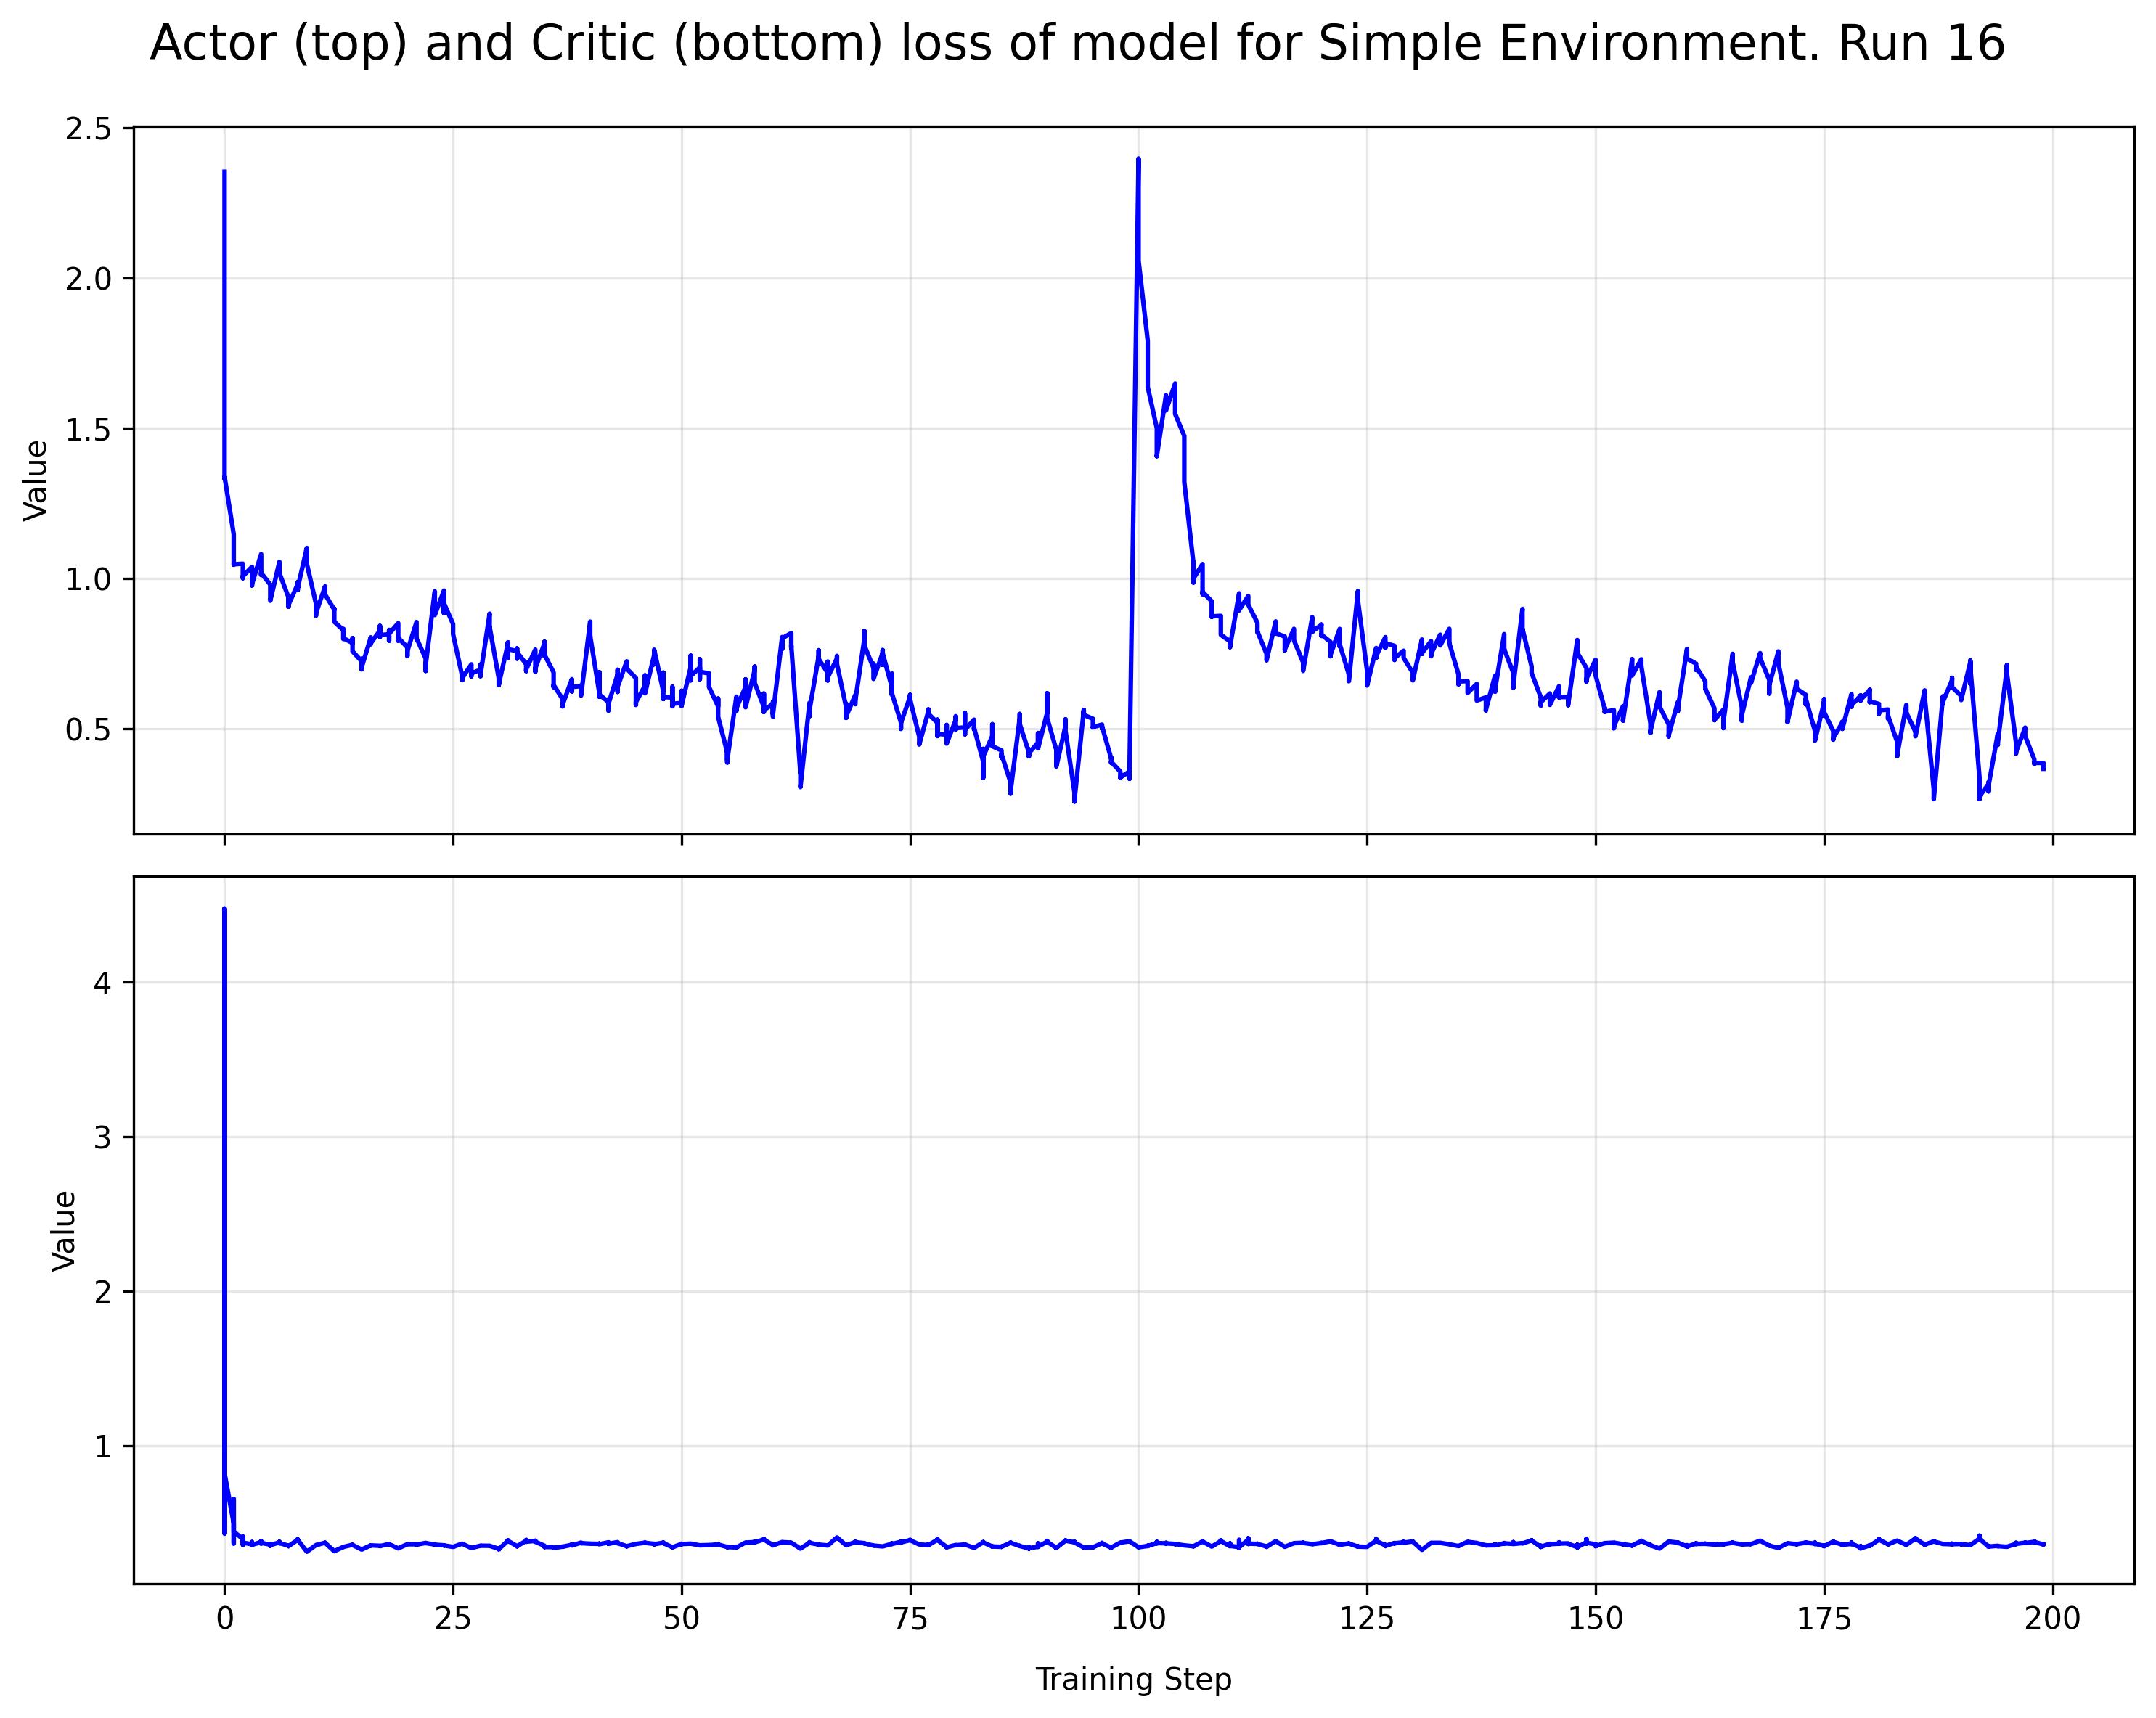 Actor (top) and Critic (bottom) loss of model for Simple Environment. Run 16
2.5
2.0
1.5
1.0
0.5
Value
4
3
2
1
Value
0 25 50 75 100 125 150 175 200
Training Step